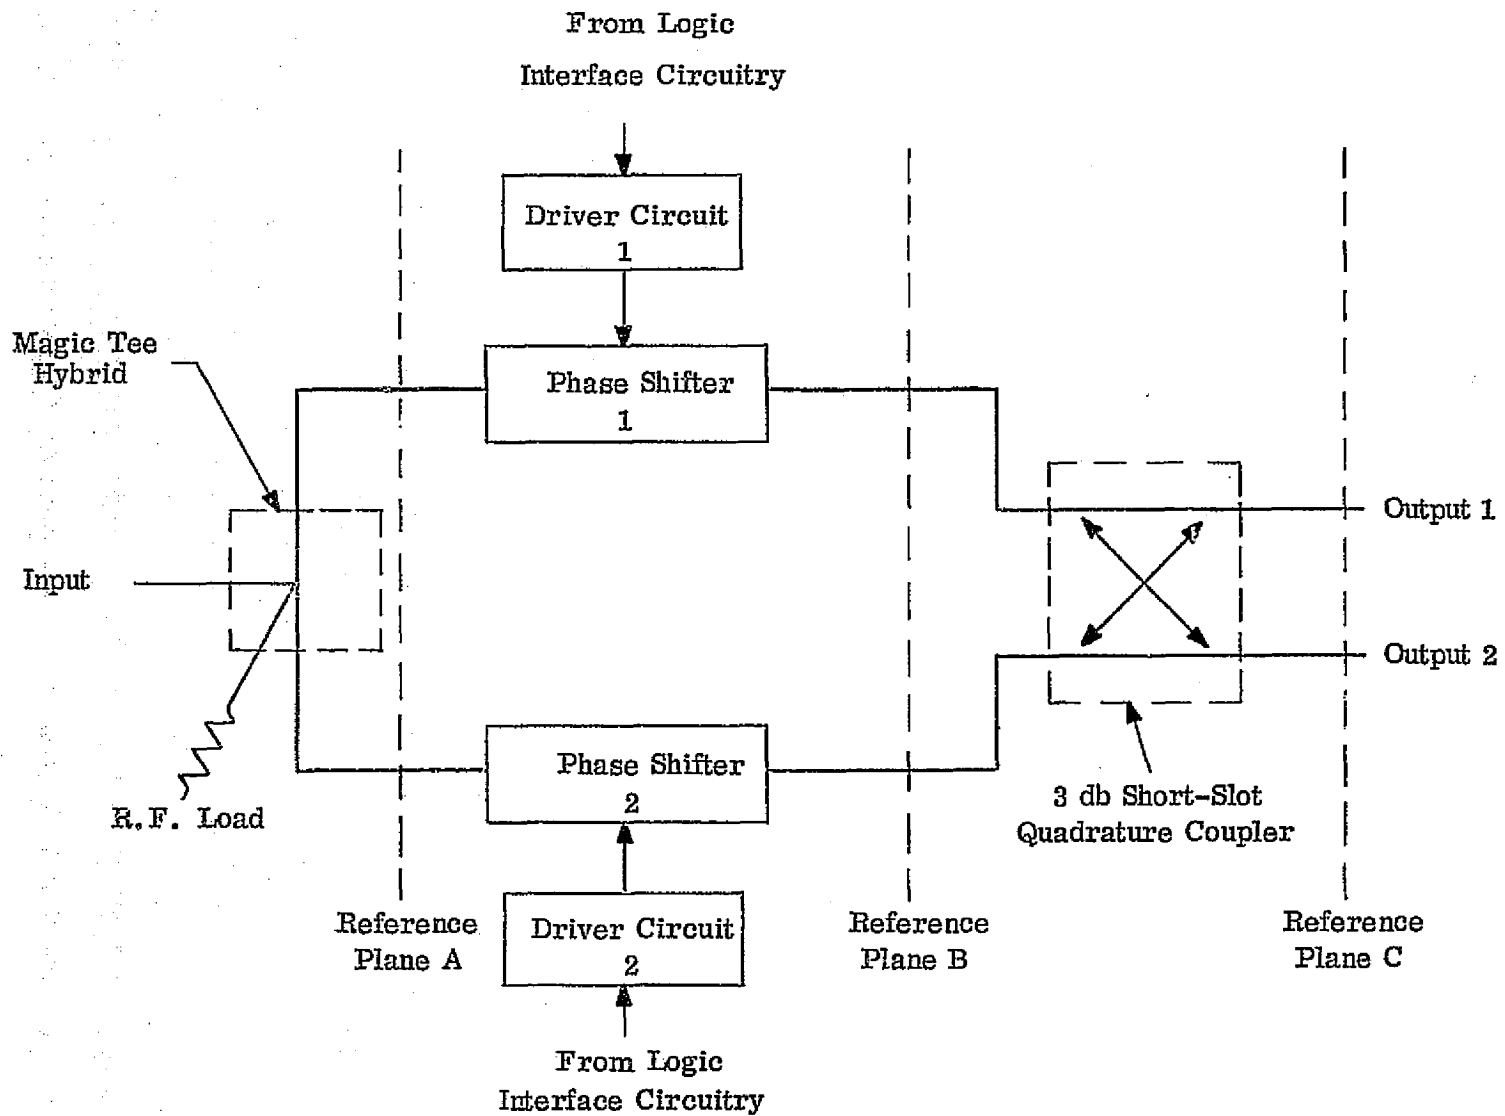 From Logic
Interface Circuitry
Driver Circuit
1
Magic Tee
Hybrid
Phase Shifter
1
Input
Output 1
Output 2
R.F. Load
Phase Shifter
2
3 db Short-Slot
Quadrature Coupler
Reference
Plane A
Driver Circuit
2
Reference
Plane B
Reference
Plane C
From Logic
Interface Circuitry